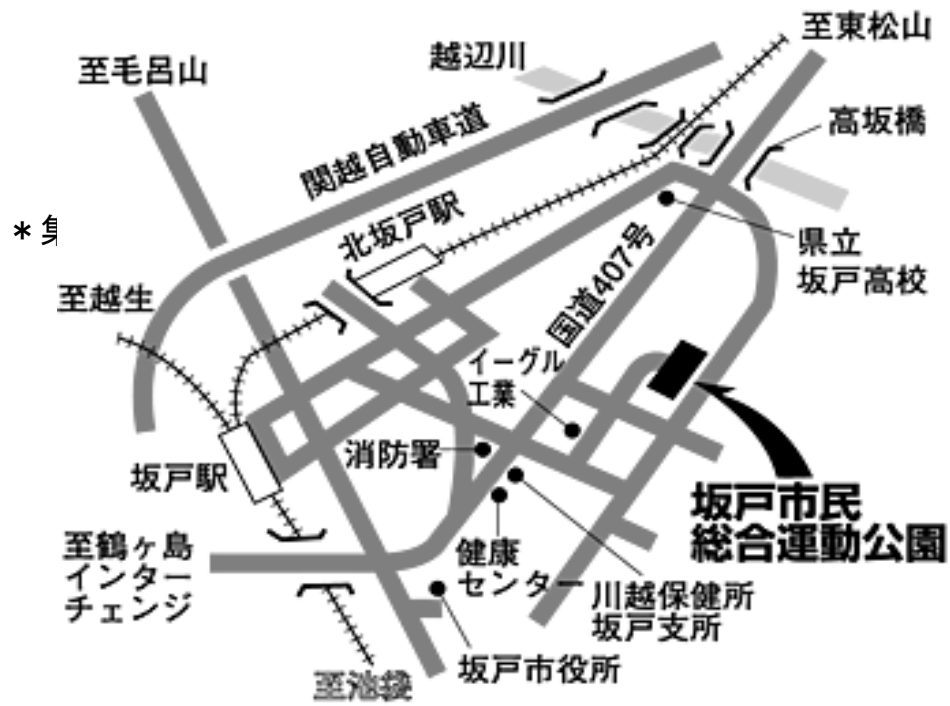 至東松山
越辺川
至毛呂山
高坂橋
関越自動車道
北坂戸駅
＊集
県立
坂戸高校
国道407号
至越生
イーグル
工業
消防署
坂戸駅
坂戸市民
総合運動公園
至鶴ヶ島
インター
チェンジ
健康
センター
川越保健所
坂戸支所
坂戸市役所
至池袋